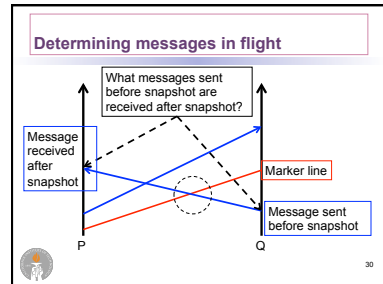 Determining messages in flight
What messages sent
before snapshot are
received after snapshot?
Message
received
after
snapshot
Marker line
Message sent
before snapshot
P
Q
30